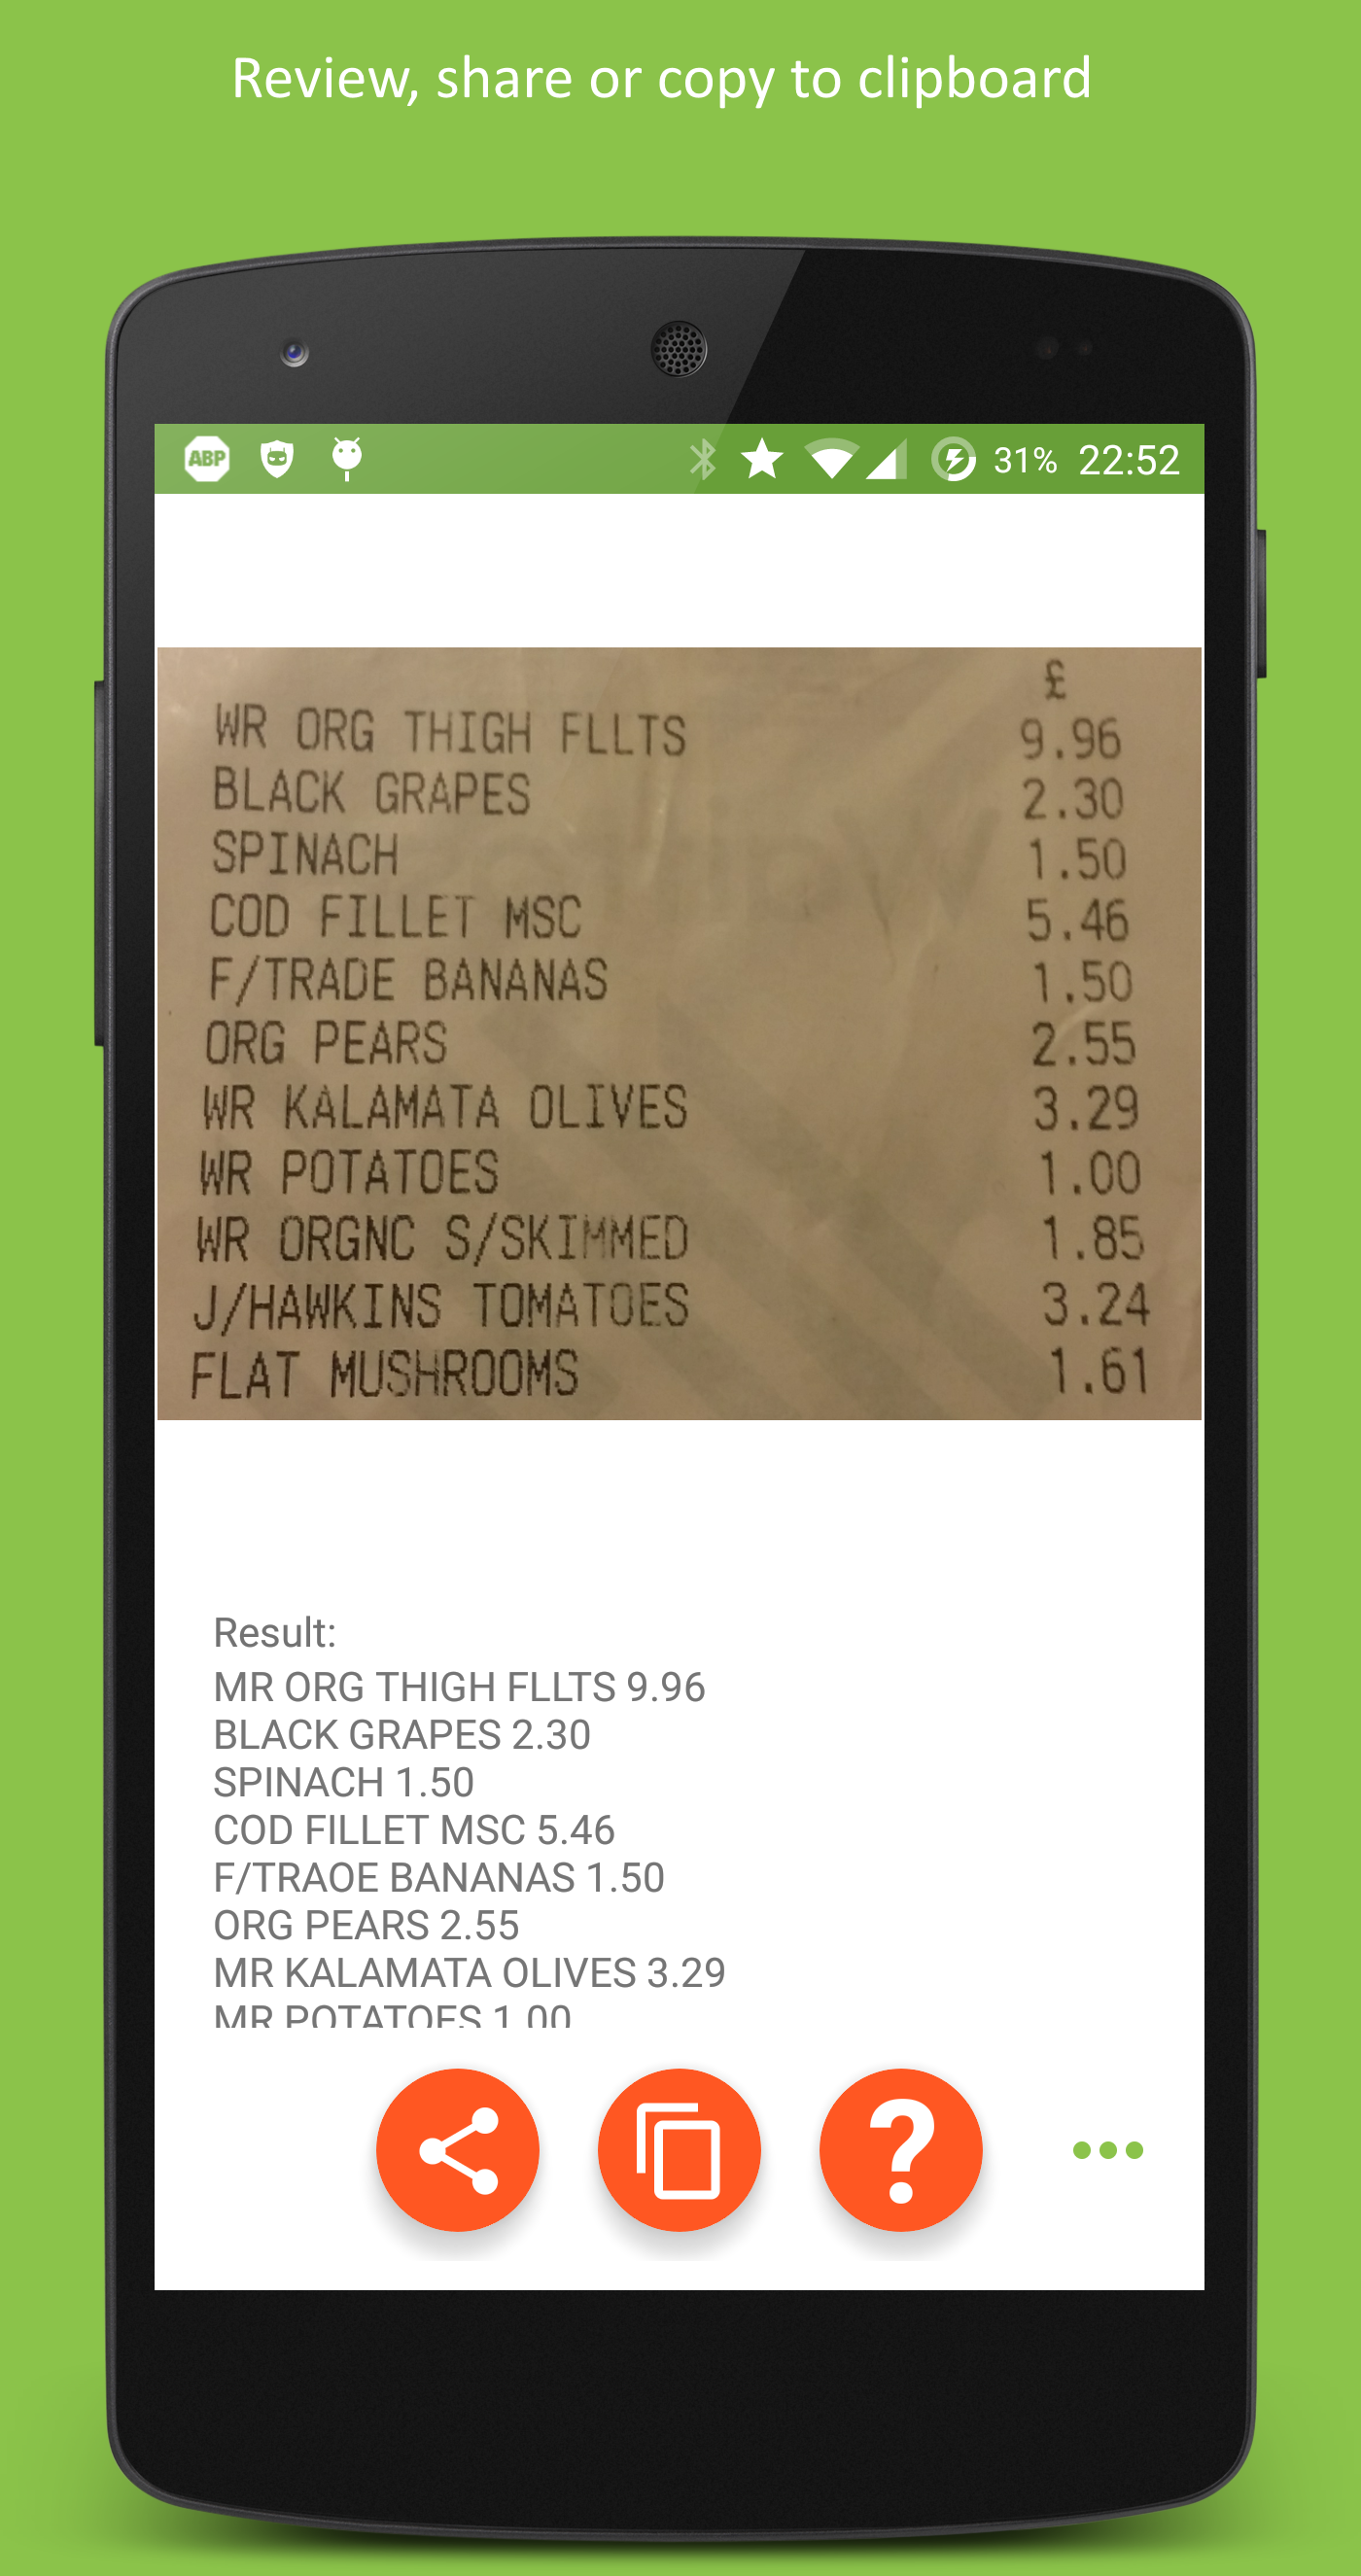 Review, share or copy to clipboard
ABP 31% 22:52
£
WR ORG THIGH FLLTS 9.96
BLACK GRAPES 2.30
SPINACH 1.50
COD FILLET MSC 5.46
F/TRADE BANANAS 1.50
ORG PEARS 2.55
WR KALAMATA OLIVES 3.29
WR POTATOES 1.00
WR ORGNC S/SKIMMED 1.85
J/HAWKINS TOMATOES 3.24
FLAT MUSHROOMS 1.61
Result:
MR ORG THIGH FLLTS 9.96
BLACK GRAPES 2.30
SPINACH 1.50
COD FILLET MSC 5.46
F/TRAOE BANANAS 1.50
ORG PEARS 2.55
MR KALAMATA OLIVES 3.29
MR POTATOES 1.00